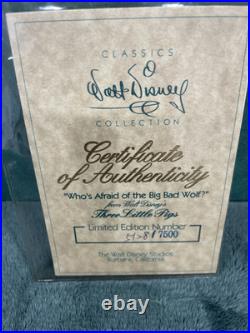 CLASSICS
Walt Disney
COLLECTION
Certificate
of Authenticity
"Who's Afraid of the Big Bad Wolf?"
from Walt Disney's
Three Little Pigs
Limited Edition Number
/ 7500
The Walt Disney Studios
Burbank, California